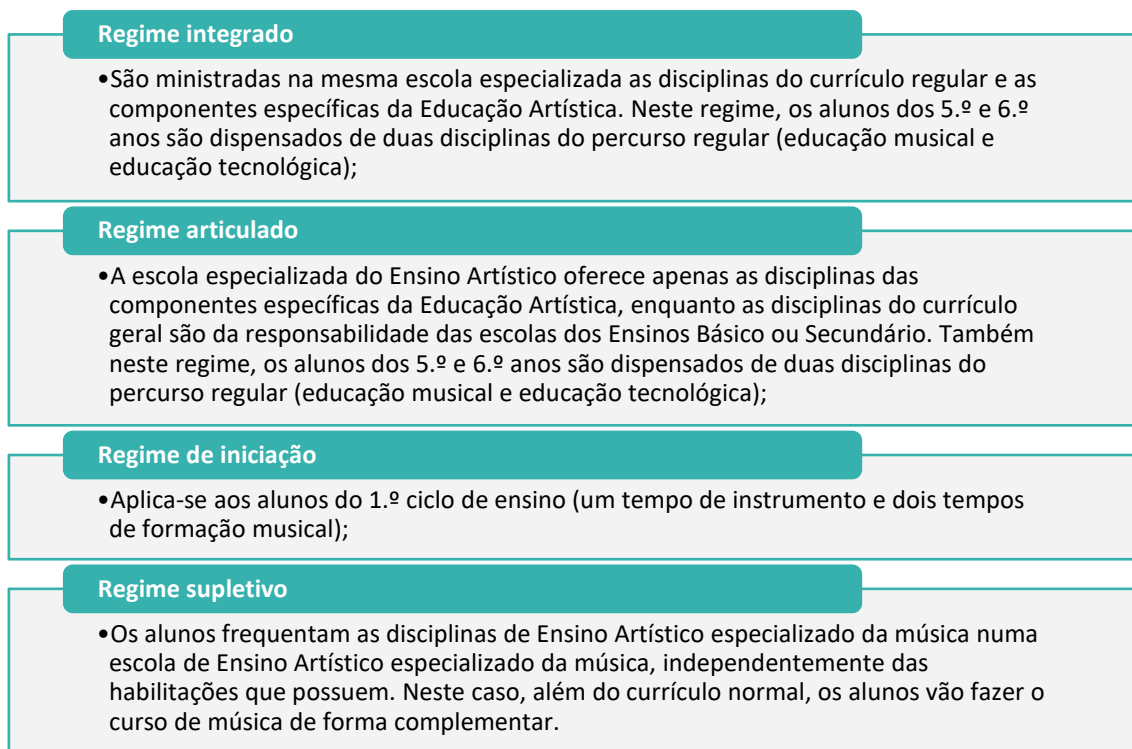 Regime integrado
•São ministradas na mesma escola especializada as disciplinas do currículo regular e as
componentes específicas da Educação Artística. Neste regime, os alunos dos 5.º e 6.º
anos são dispensados de duas disciplinas do percurso regular (educação musical e
educação tecnológica);
Regime articulado
•A escola especializada do Ensino Artístico oferece apenas as disciplinas das
componentes específicas da Educação Artística, enquanto as disciplinas do currículo
geral são da responsabilidade das escolas dos Ensinos Básico ou Secundário. Também
neste regime, os alunos dos 5.º e 6.º anos são dispensados de duas disciplinas do
percurso regular (educação musical e educação tecnológica);
Regime de iniciação
•Aplica-se aos alunos do 1.º ciclo de ensino (um tempo de instrumento e dois tempos
de formação musical);
Regime supletivo
•Os alunos frequentam as disciplinas de Ensino Artístico especializado da música numa
escola de Ensino Artístico especializado da música, independentemente das
habilitações que possuem. Neste caso, além do currículo normal, os alunos vão fazer o
curso de música de forma complementar.